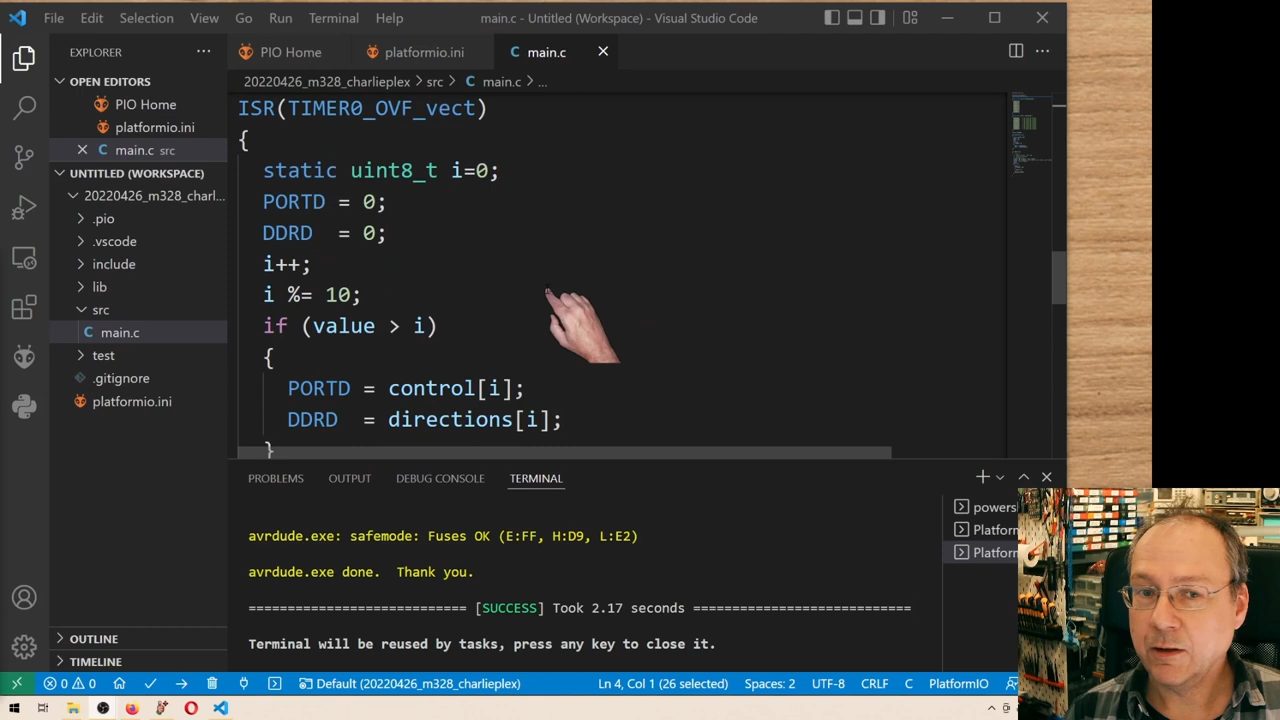 File Edit Selection View Go Run Terminal Help main.c - Untitled (Workspace) - Visual Studio Code
EXPLORER
OPEN EDITORS
PIO Home
platformio.ini
main.c src
UNTITLED (WORKSPACE)
20220426_m328_charl...
.pio
.vscode
include
lib
src
main.c
test
.gitignore
platformio.ini
OUTLINE
TIMELINE
PIO Home platformio.ini main.c
20220426_m328_charlieplex > src > main.c > ...
ISR(TIMER0_OVF_vect)
{
static uint8_t i=0;
PORTD = 0;
DDRD = 0;
i++;
i %= 10;
if (value > i)
{
PORTD = control[i];
DDRD = directions[i];
}
PROBLEMS OUTPUT DEBUG CONSOLE TERMINAL
avrdude.exe: safemode: Fuses OK (E:FF, H:D9, L:E2)
avrdude.exe done. Thank you.
=========================== [SUCCESS] Took 2.17 seconds ===========================
Terminal will be reused by tasks, press any key to close it.
powers
Platform
Platform
0 0 Default (20220426_m328_charlieplex) Ln 4, Col 1 (26 selected) Spaces: 2 UTF-8 CRLF C PlatformIO